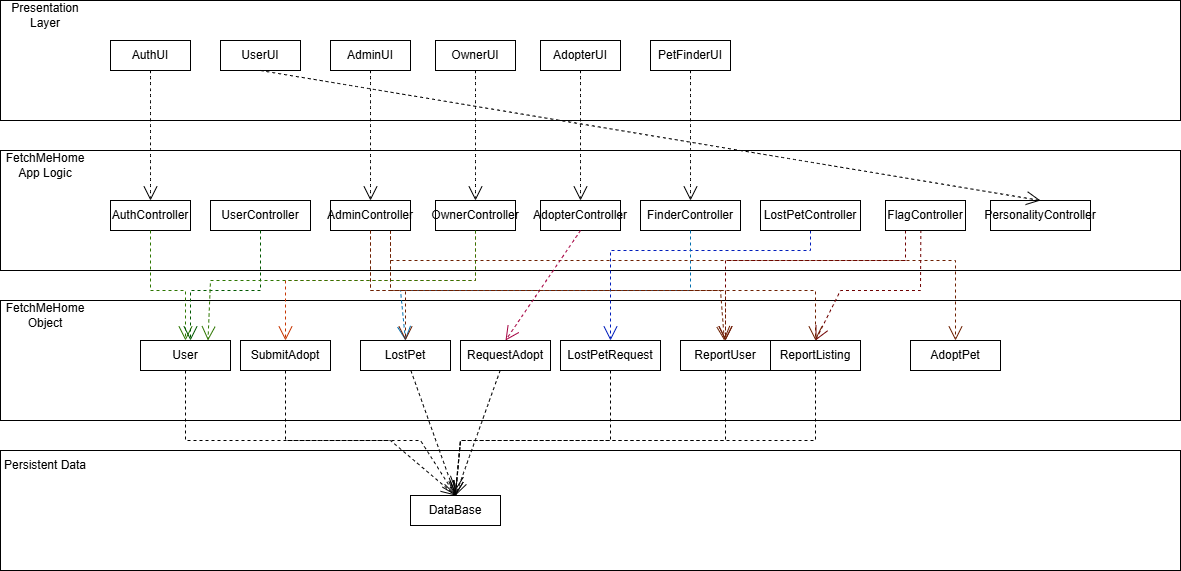 Presentation
Layer
AuthUI
UserUI
AdminUI
OwnerUI
AdopterUI
PetFinderUI
FetchMeHome
App Logic
AuthController
UserController
AdminController
OwnerController
AdopterController
FinderController
LostPetController
FlagController
PersonalityController
FetchMeHome
Object
User
SubmitAdopt
LostPet
RequestAdopt
LostPetRequest
ReportUser
ReportListing
AdoptPet
Persistent Data
DataBase